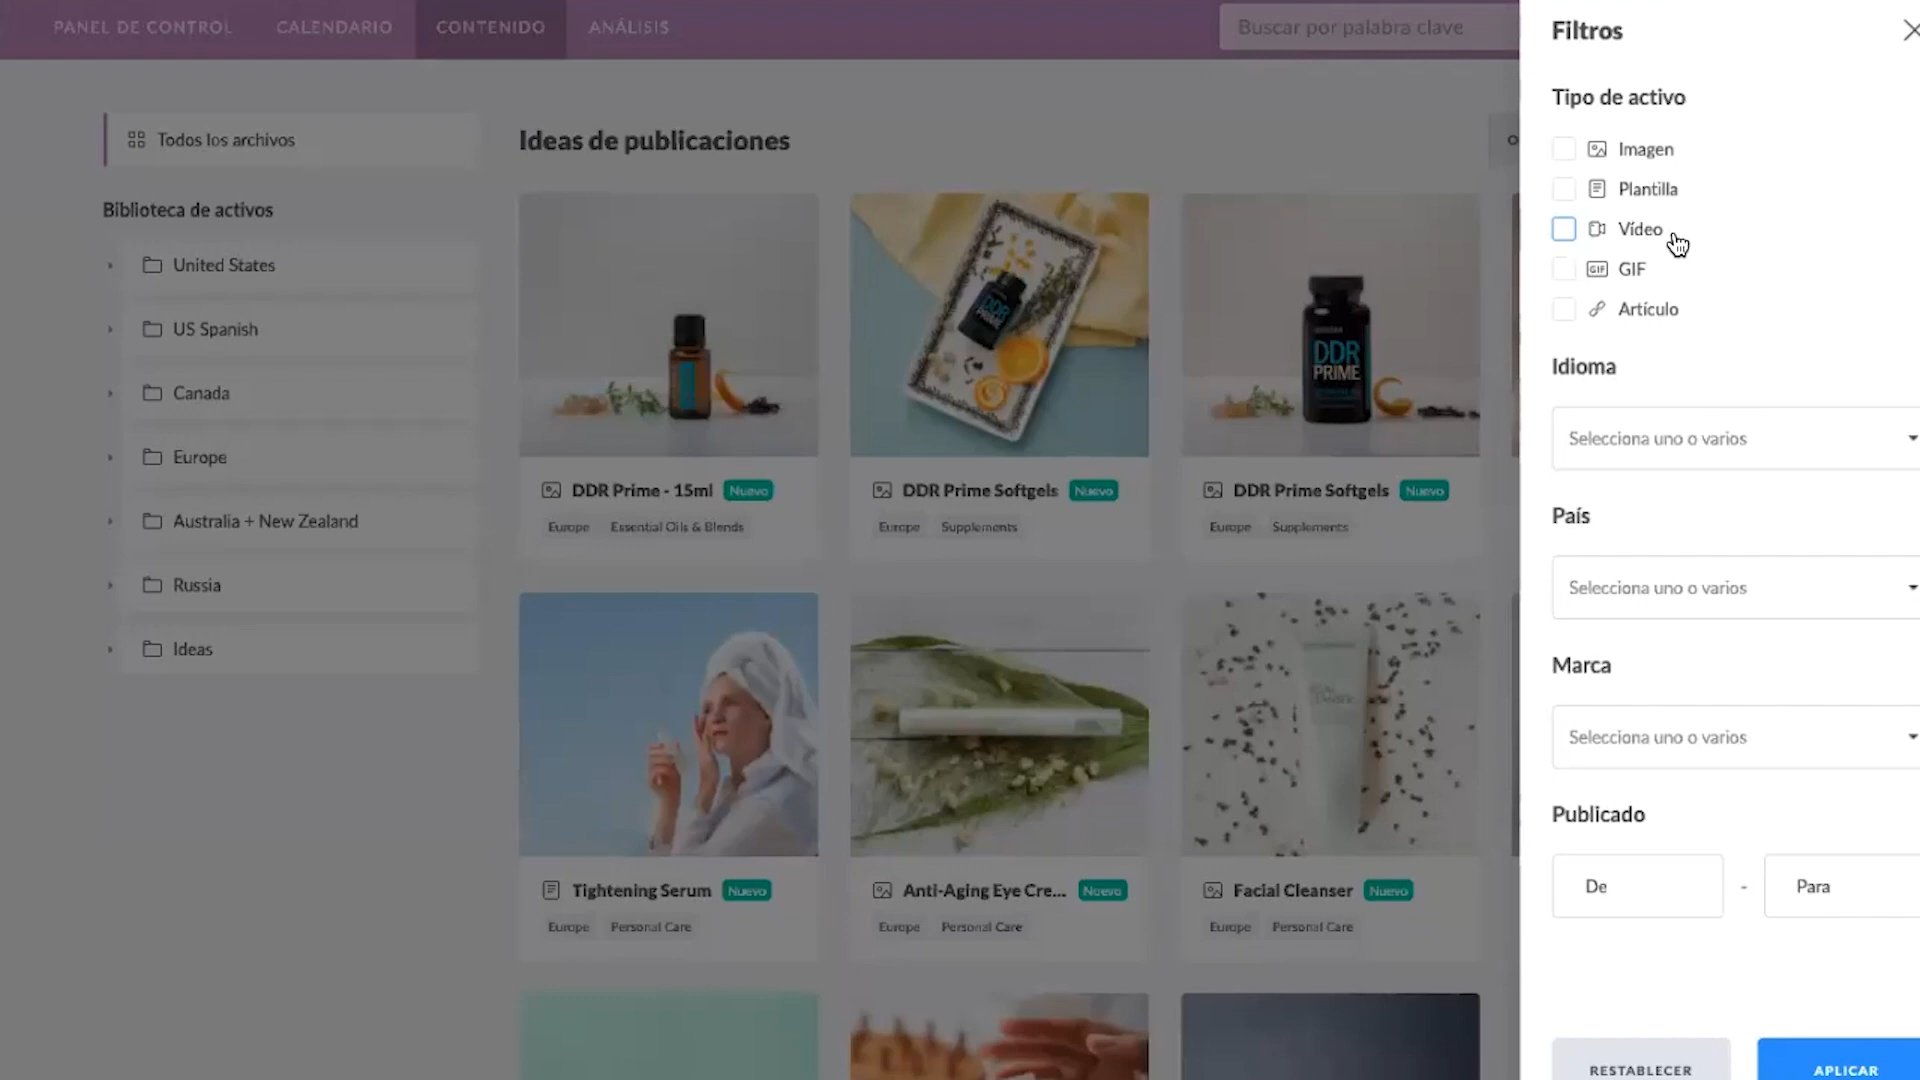 PANEL DE CONTROL CALENDARIO CONTENIDO ANÁLISIS Buscar por palabra clave
Todos los archivos
Biblioteca de activos
United States
US Spanish
Canada
Europe
Australia + New Zealand
Russia
Ideas
Ideas de publicaciones
DDR PRIME
DDR
PRIME
DDR Prime - 15ml Nuevo
Europe Essential Oils & Blends
DDR Prime Softgels Nuevo
Europe Supplements
DDR Prime Softgels Nuevo
Europe Supplements
Tightening Serum Nuevo
Europe Personal Care
Anti-Aging Eye Cre... Nuevo
Europe Personal Care
Facial Cleanser Nuevo
Europe Personal Care
Filtros
Tipo de activo
Imagen
Plantilla
Vídeo
GIF GIF
Artículo
Idioma
Selecciona uno o varios
País
Selecciona uno o varios
Marca
Selecciona uno o varios
Publicado
De - Para
RESTABLECER APLICAR